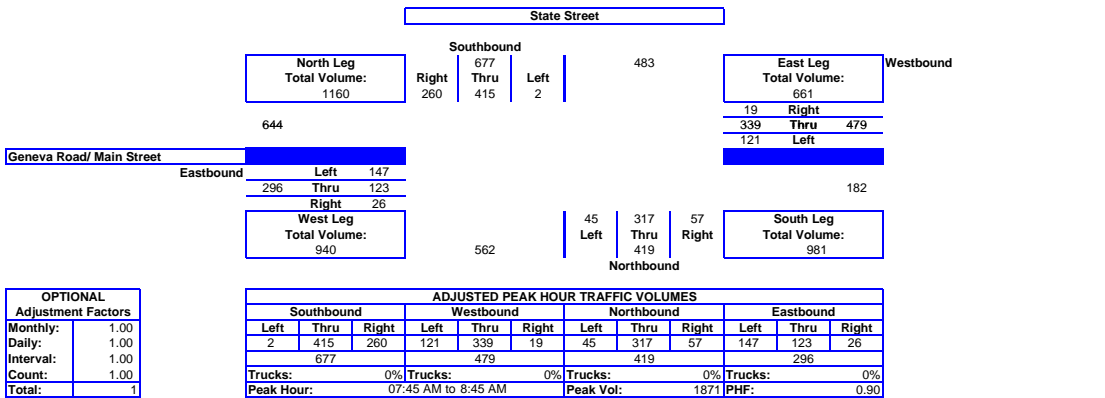 State Street
Southbound
North Leg 677 483 East Leg Westbound
Total Volume: Right Thru Left Total Volume:
1160 260 415 2 661
19 Right
644 339 Thru 479
121 Left
Geneva Road/ Main Street
Eastbound Left 147
296 Thru 123 182
Right 26
West Leg 45 317 57 South Leg
Total Volume: Left Thru Right Total Volume:
940 562 419 981
Northbound
OPTIONAL ADJUSTED PEAK HOUR TRAFFIC VOLUMES
Adjustment Factors Southbound Westbound Northbound Eastbound
Monthly: 1.00 Left Thru Right Left Thru Right Left Thru Right Left Thru Right
Daily: 1.00 2 415 260 121 339 19 45 317 57 147 123 26
Interval: 1.00 677 479 419 296
Count: 1.00 Trucks: 0% Trucks: 0% Trucks: 0% Trucks: 0%
Total: 1 Peak Hour: 07:45 AM to 8:45 AM Peak Vol: 1871 PHF: 0.90